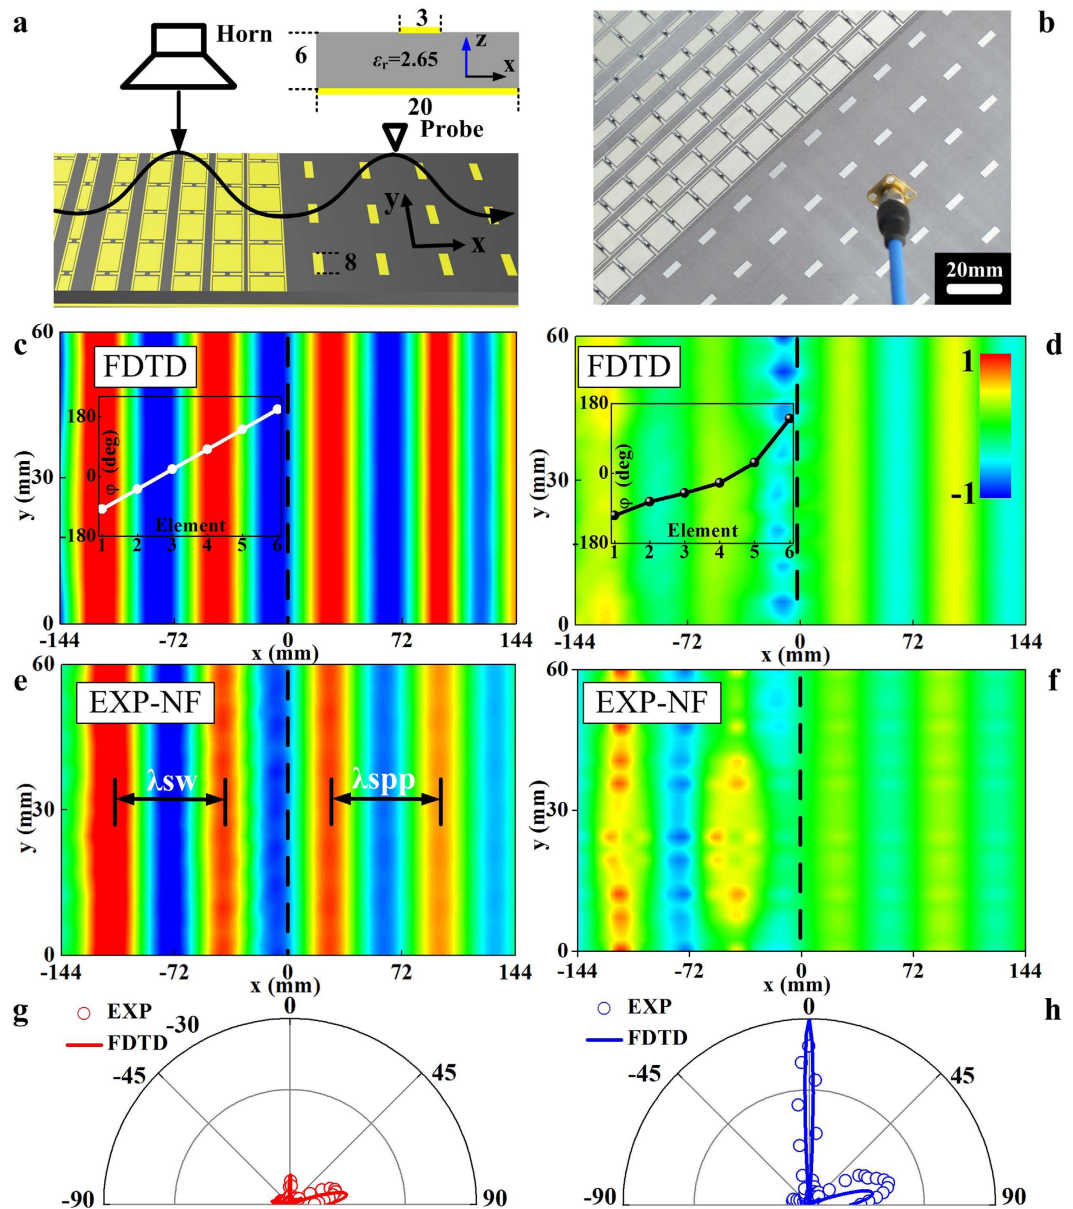 a
Horn
3
6
z
εr=2.65
x
20
Probe
y
x
8
b
20mm
c
60
FDTD
y (mm)
30
0
180
0
180
φ (deg)
Element
1 2 3 4 5 6
-144 -72 0 72 144
x (mm)
d
60
FDTD
y (mm)
30
0
180
0
180
φ (deg)
Element
1 2 3 4 5 6
1
-1
-144 -72 0 72 144
x (mm)
e
60
EXP-NF
λsw
λspp
y (mm)
30
0
-144 -72 0 72 144
x (mm)
f
60
EXP-NF
y (mm)
30
0
-144 -72 0 72 144
x (mm)
g
EXP
FDTD
-90 -45 -30 0 45 90
h
EXP
FDTD
-90 -45 0 45 90